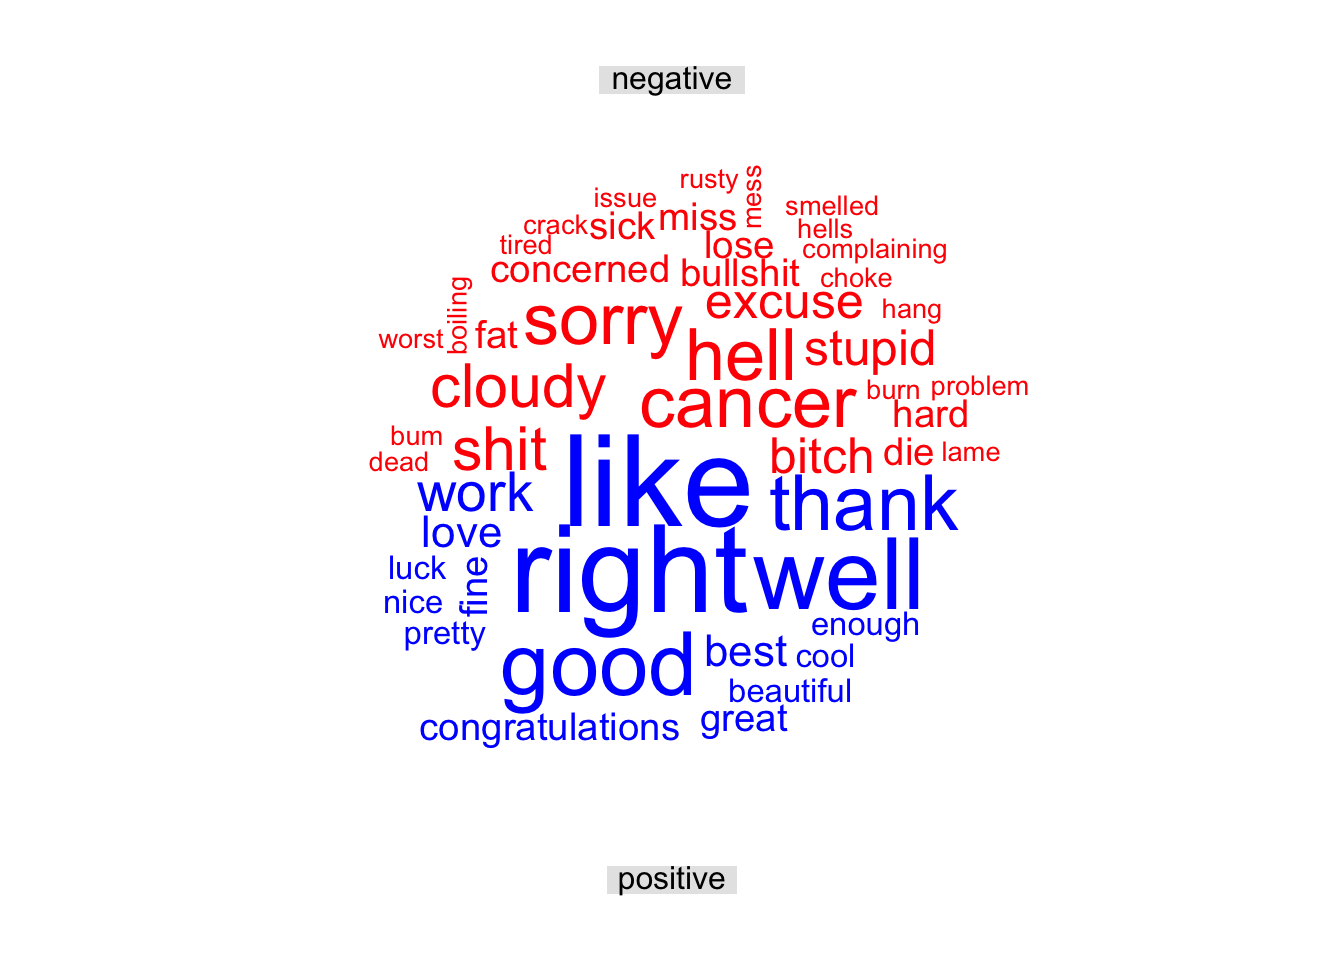 negative
rusty
mess
issue
smelled
crack
sick
miss
hells
tired
lose
complaining
concerned
bullshit
choke
boiling
sorry
excuse
hang
worst
fat
hell
stupid
cloudy
cancer
burn
problem
hard
bum
shit
like
bitch
die
lame
dead
work
thank
love
right
well
luck
fine
nice
pretty
enough
good
best
cool
beautiful
congratulations
great
positive